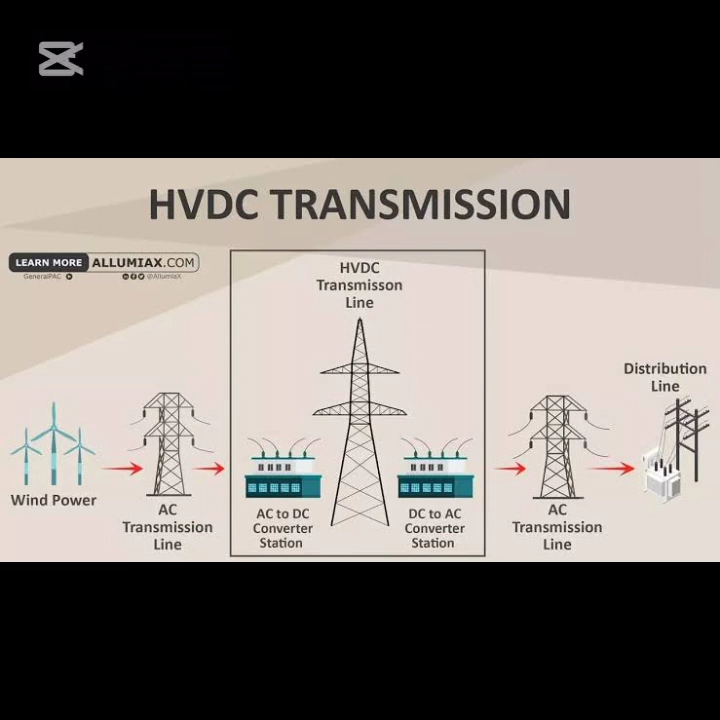 HVDC TRANSMISSION
LEARN MORE ALLUMIAX.COM
GeneralPAC @AllumiaX
HVDC
Transmisson
Line
Distribution
Line
Wind Power
AC
Transmission
Line
AC to DC
Converter
Station
DC to AC
Converter
Station
AC
Transmission
Line